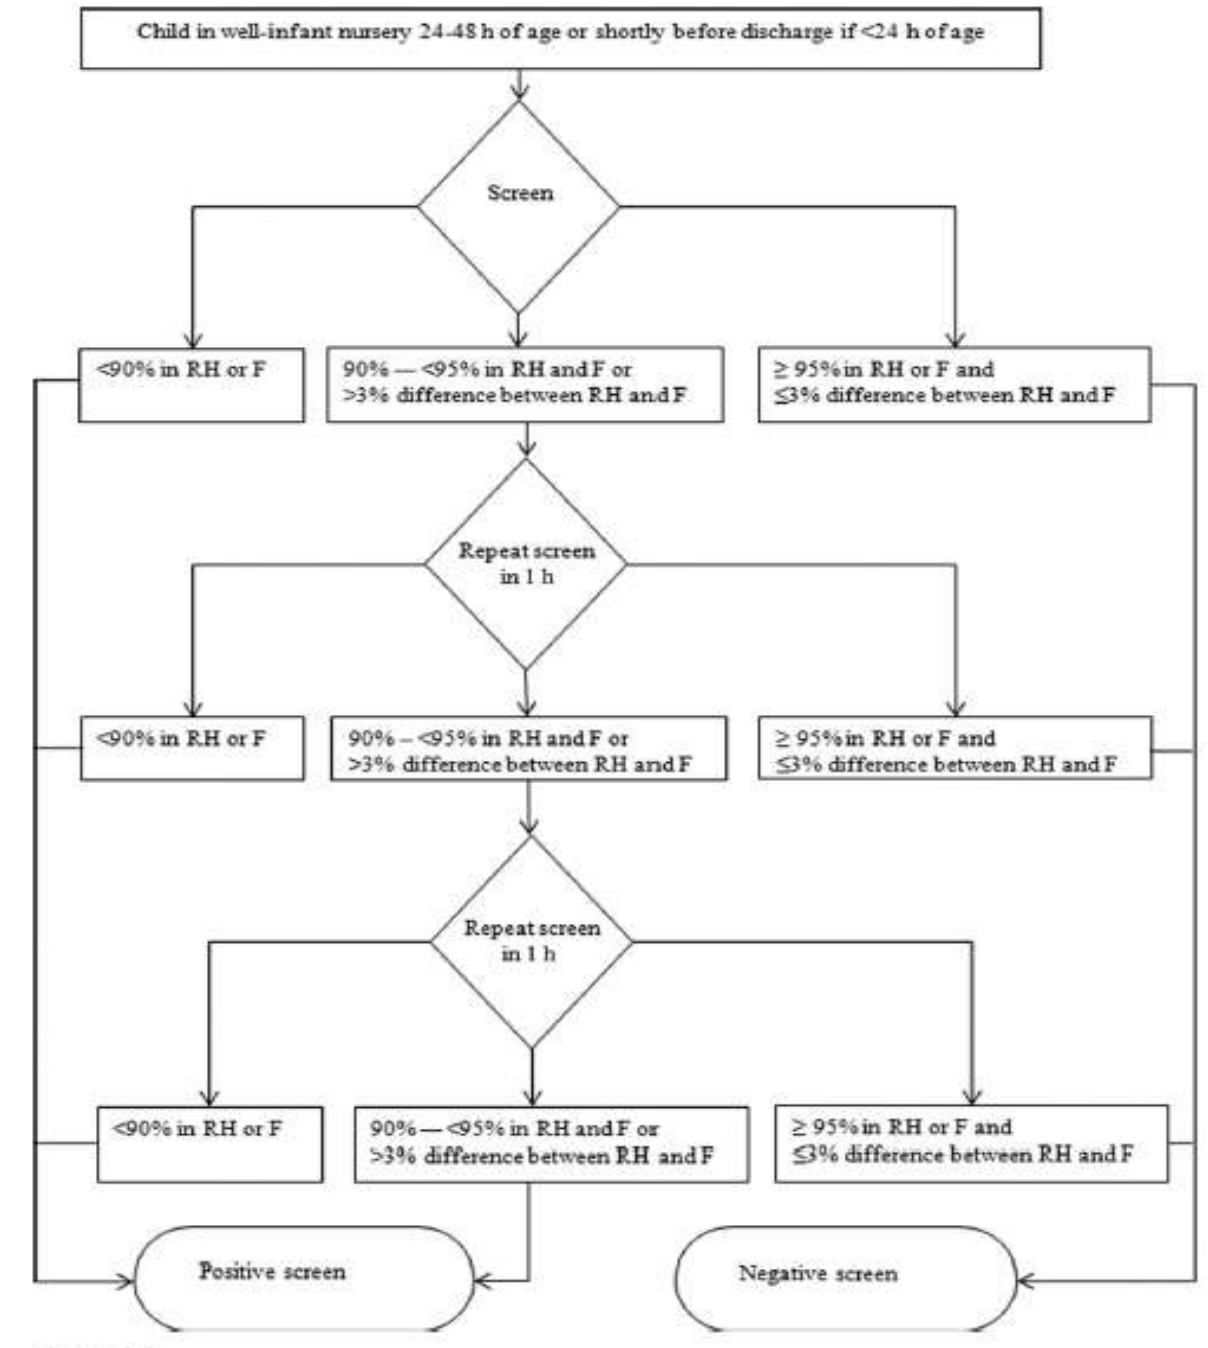 Child in well-infant nursery 24-48 h of age or shortly before discharge if <24 h of age
Screen
<90% in RH or F
90% — <95% in RH and F or
>3% difference between RH and F
≥ 95% in RH or F and
≤3% difference between RH and F
Repeat screen
in 1 h
<90% in RH or F
90% – <95% in RH and F or
>3% difference between RH and F
≥ 95% in RH or F and
≤3% difference between RH and F
Repeat screen
in 1 h
<90% in RH or F
90% — <95% in RH and F or
>3% difference between RH and F
≥ 95% in RH or F and
≤3% difference between RH and F
Positive screen
Negative screen